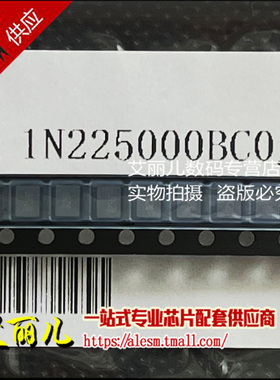 供应
1N225000BC0
艾丽儿数码专营店
实物拍摄 盗版必究
丽儿
一站式专业芯片配套供应商
https://alesm.tmall.com/